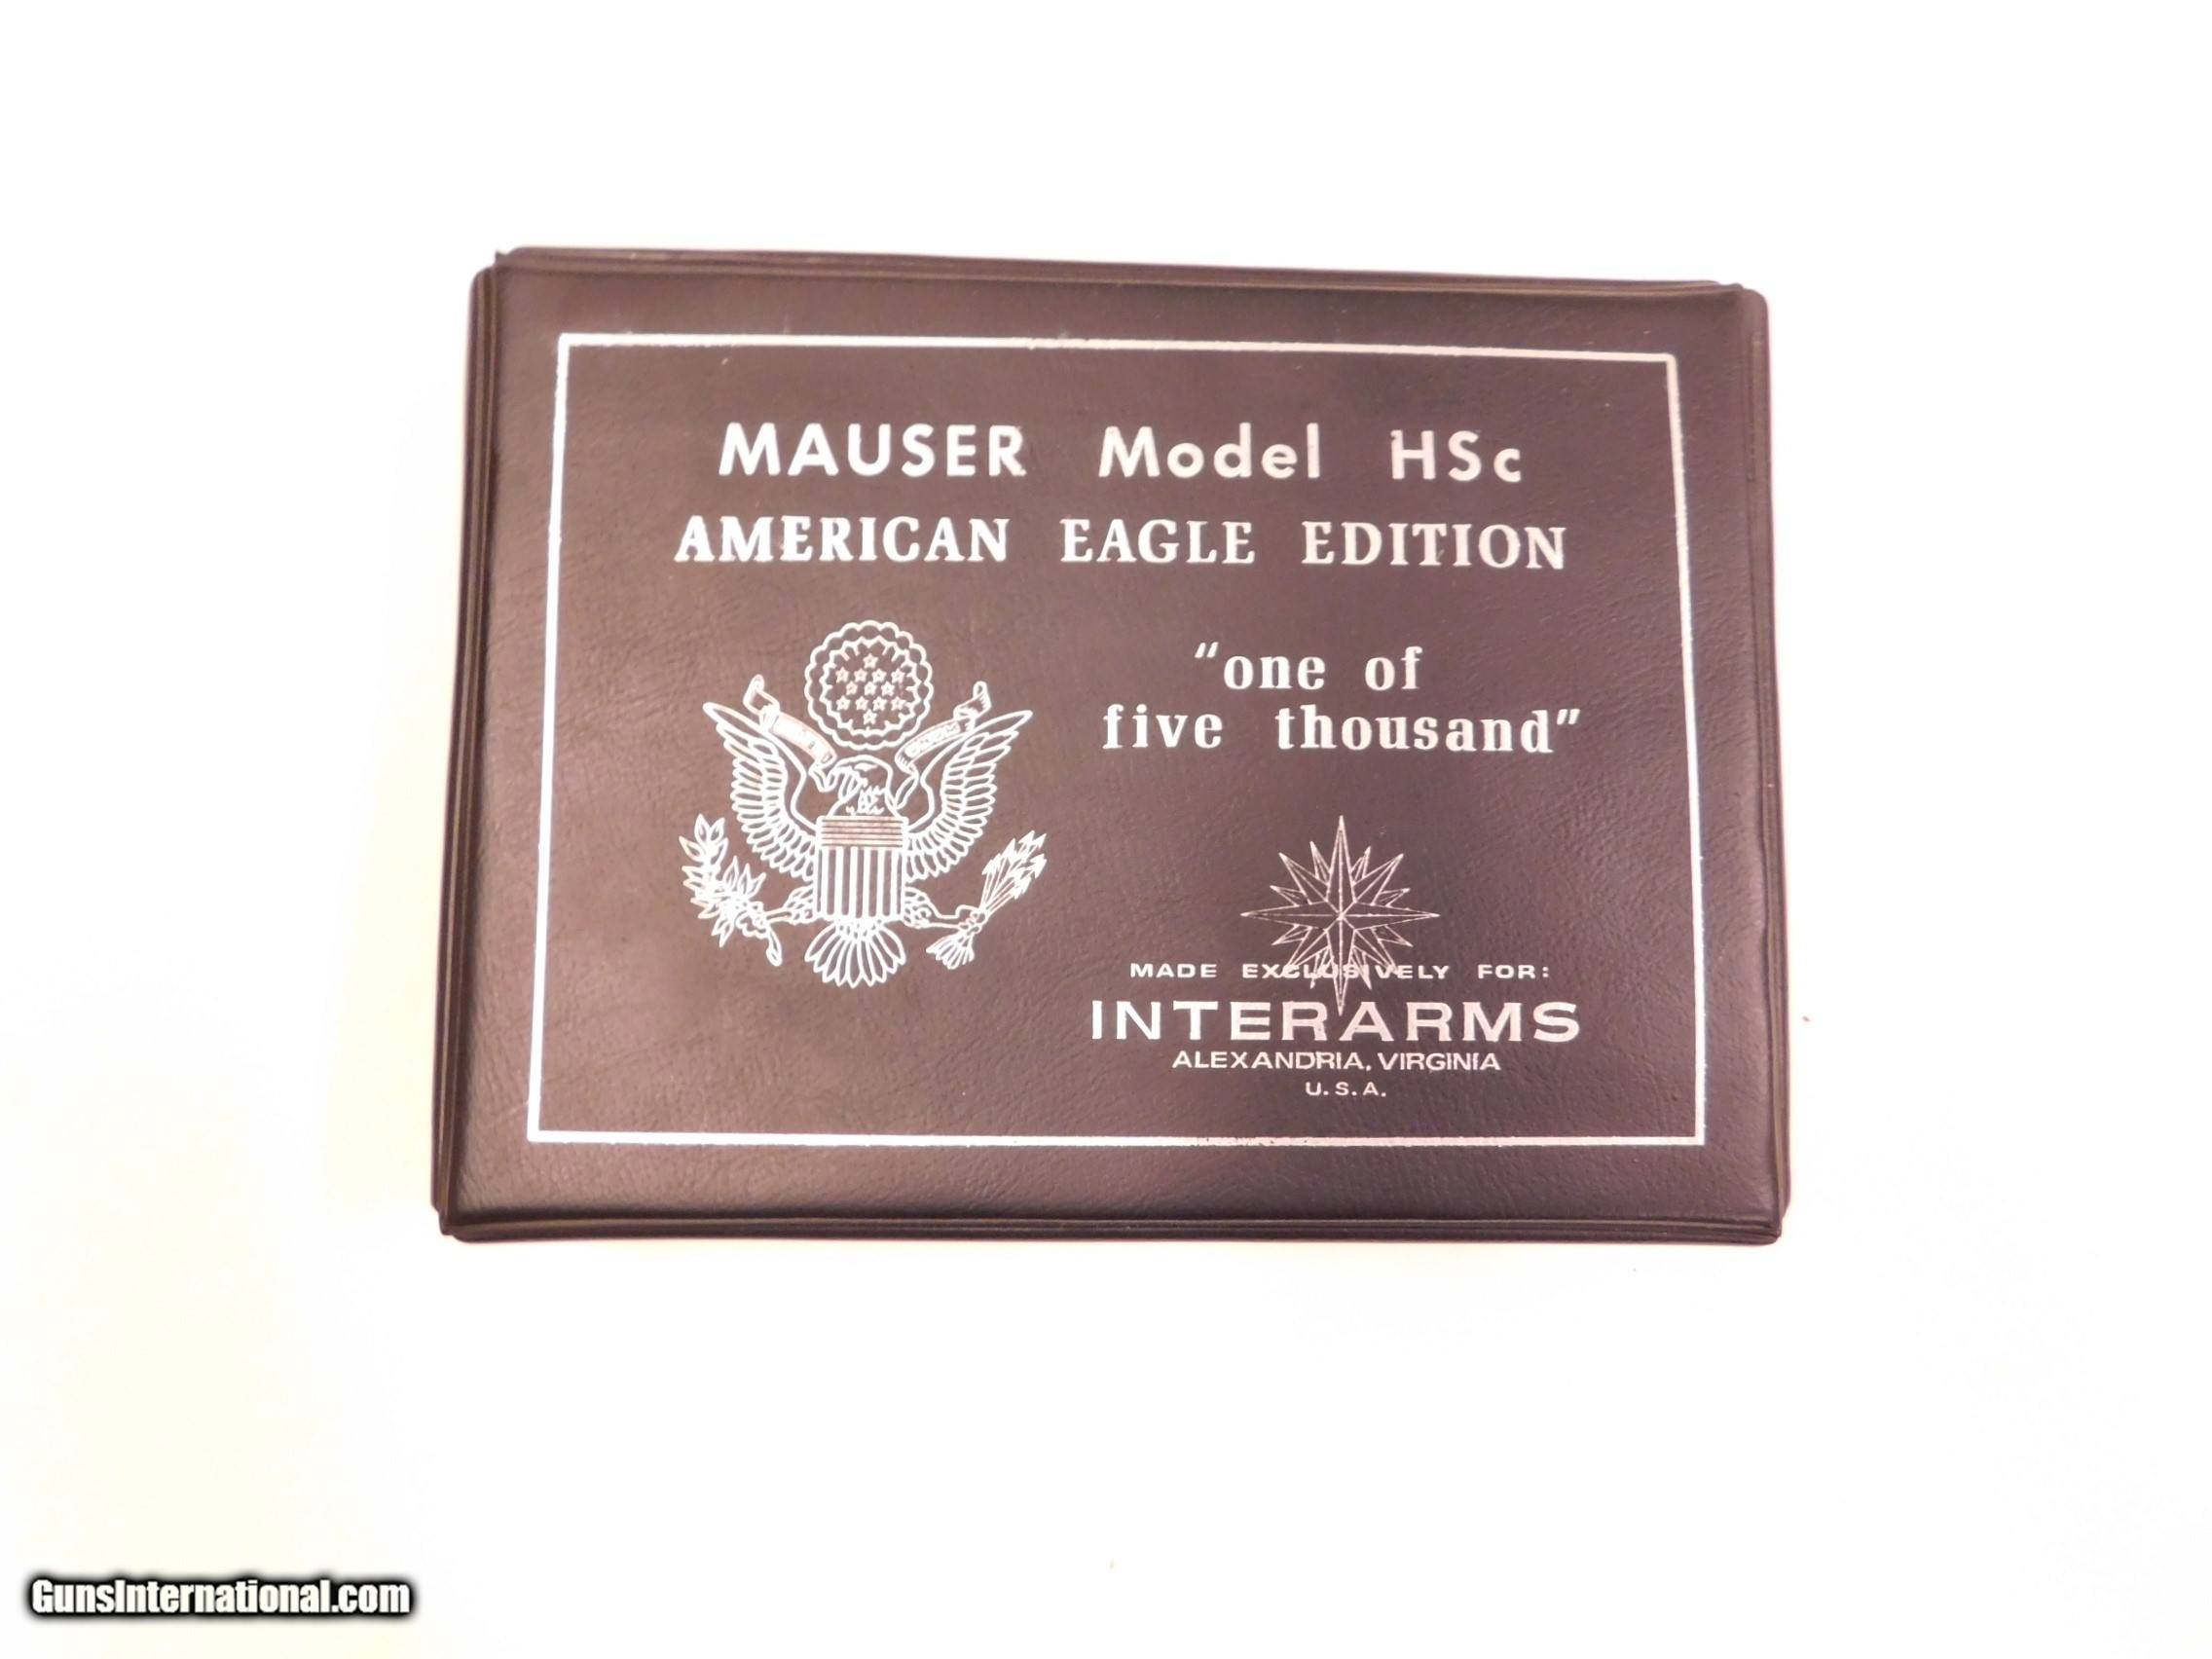 MAUSER Model HSc
AMERICAN EAGLE EDITION
"one of
five thousand"
MADE EXCLUSIVELY FOR:
INTERARMS
ALEXANDRIA, VIRGINIA
U.S.A.
GunsInternational.com